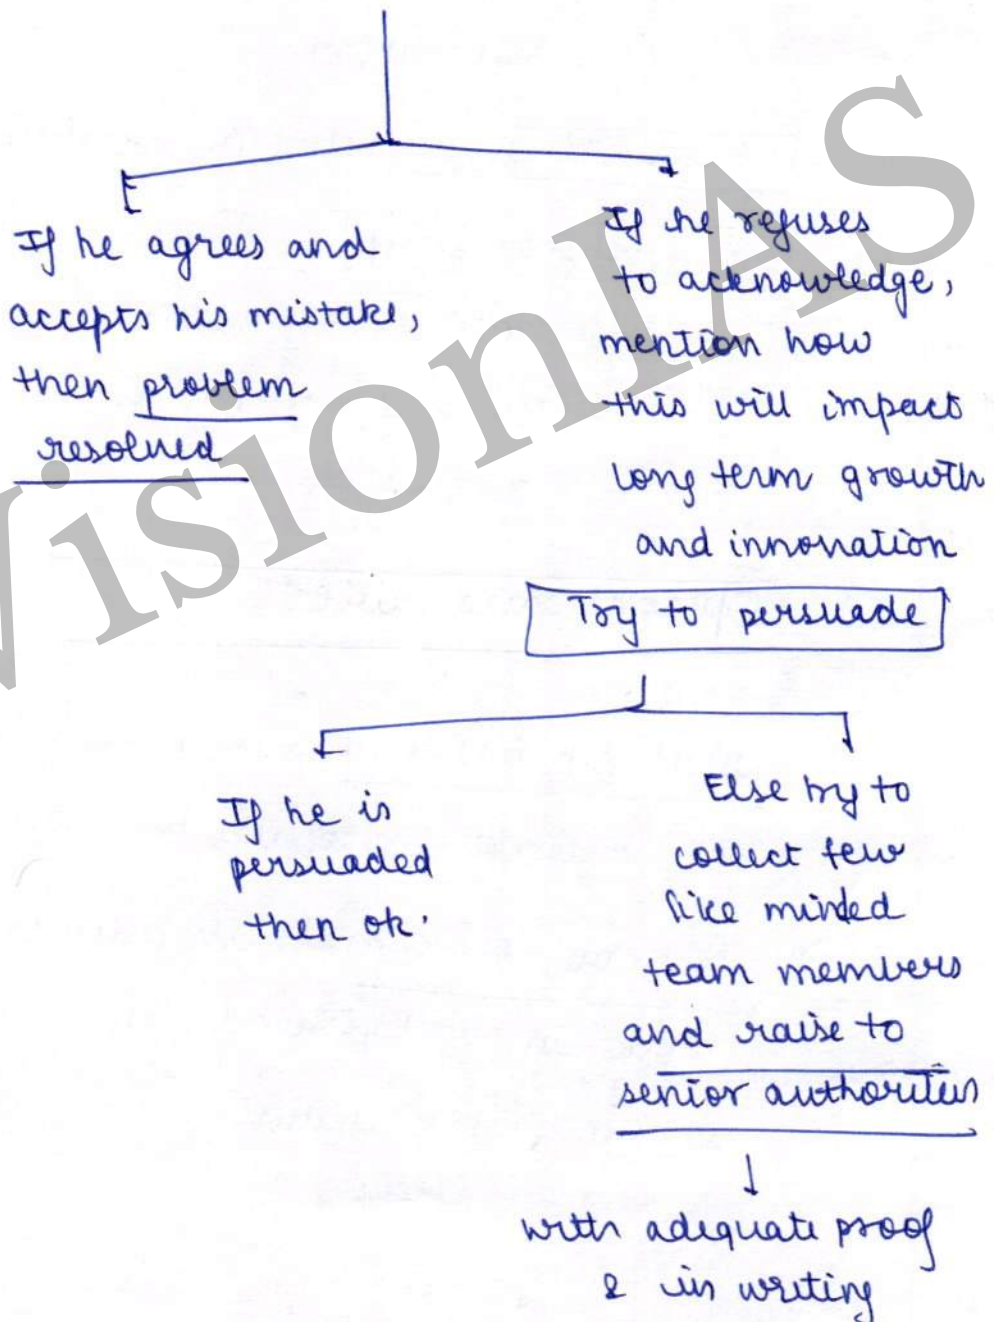 If he agrees and
accepts his mistake,
then problem
resolved
If he refuses
to acknowledge,
mention how
this will impact
long term growth
and innovation
Try to persuade
If he is
persuaded
then ok.
Else try to
collect few
like minded
team members
and raise to
senior authorities
with adequate proof
& in writing
VisionIAS